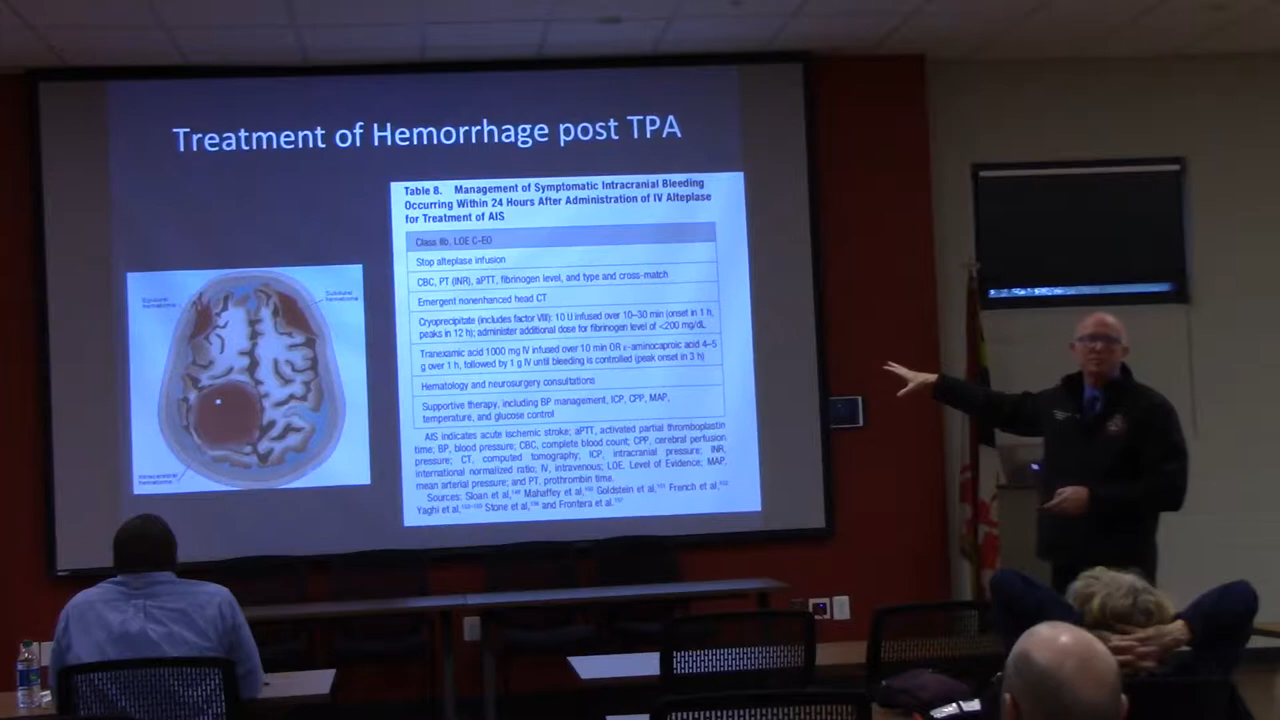 Treatment of Hemorrhage post TPA
Table 8. Management of Symptomatic Intracranial Bleeding
Occurring Within 24 Hours After Administration of IV Alteplase
for Treatment of AIS
Class IIb, LOE C-EO
Stop alteplase infusion
CBC, PT (INR), aPTT, fibrinogen level, and type and cross-match
Emergent nonenhanced head CT
Cryoprecipitate (includes factor VIII): 10 U infused over 10–30 min (onset in 1 h,
peaks in 12 h); administer additional dose for fibrinogen level of <200 mg/dL
Tranexamic acid 1000 mg IV infused over 10 min OR ε-aminocaproic acid 4–5
g over 1 h, followed by 1 g IV until bleeding is controlled (peak onset in 3 h)
Hematology and neurosurgery consultations
Supportive therapy, including BP management, ICP, CPP, MAP,
temperature, and glucose control
AIS indicates acute ischemic stroke; aPTT, activated partial thromboplastin
time; BP, blood pressure; CBC, complete blood count; CPP, cerebral perfusion
pressure; CT, computed tomography; ICP, intracranial pressure; INR,
international normalized ratio; IV, intravenous; LOE, Level of Evidence; MAP,
mean arterial pressure; and PT, prothrombin time.
Sources: Sloan et al, Mahaffey et al, Goldstein et al, French et al,
Yaghi et al, Stone et al, and Frontera et al.
Epidural
hematoma
Subdural
hematoma
Intracerebral
hematoma